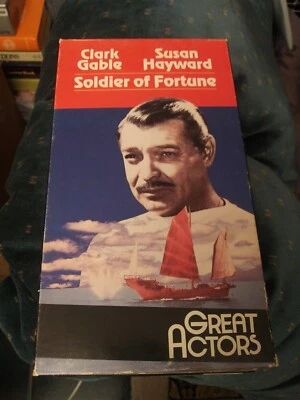 Clark Susan
Gable Hayward
Soldier of Fortune
GREAT
ACTORS